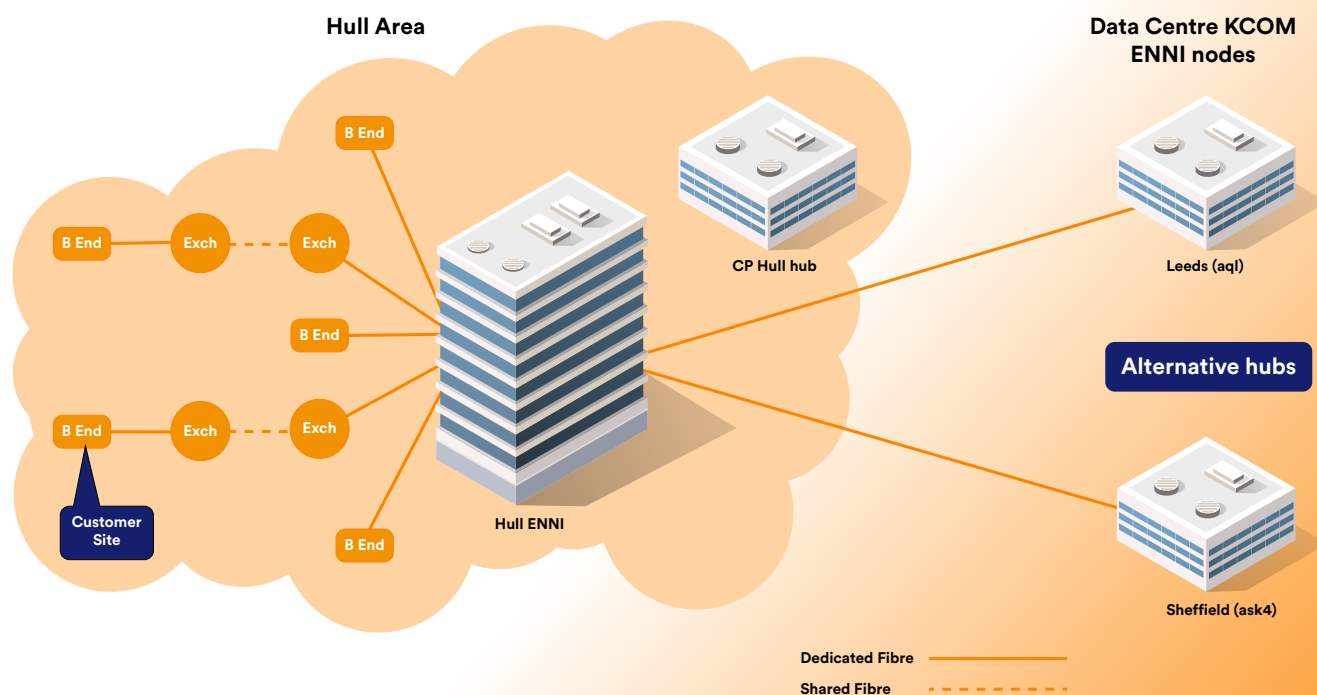 Hull Area
Data Centre KCOM
ENNI nodes
B End
B End
Exch
Exch
CP Hull hub
Leeds (aql)
B End
Alternative hubs
B End
Exch
Exch
Customer
Site
Hull ENNI
B End
Sheffield (ask4)
Dedicated Fibre
Shared Fibre